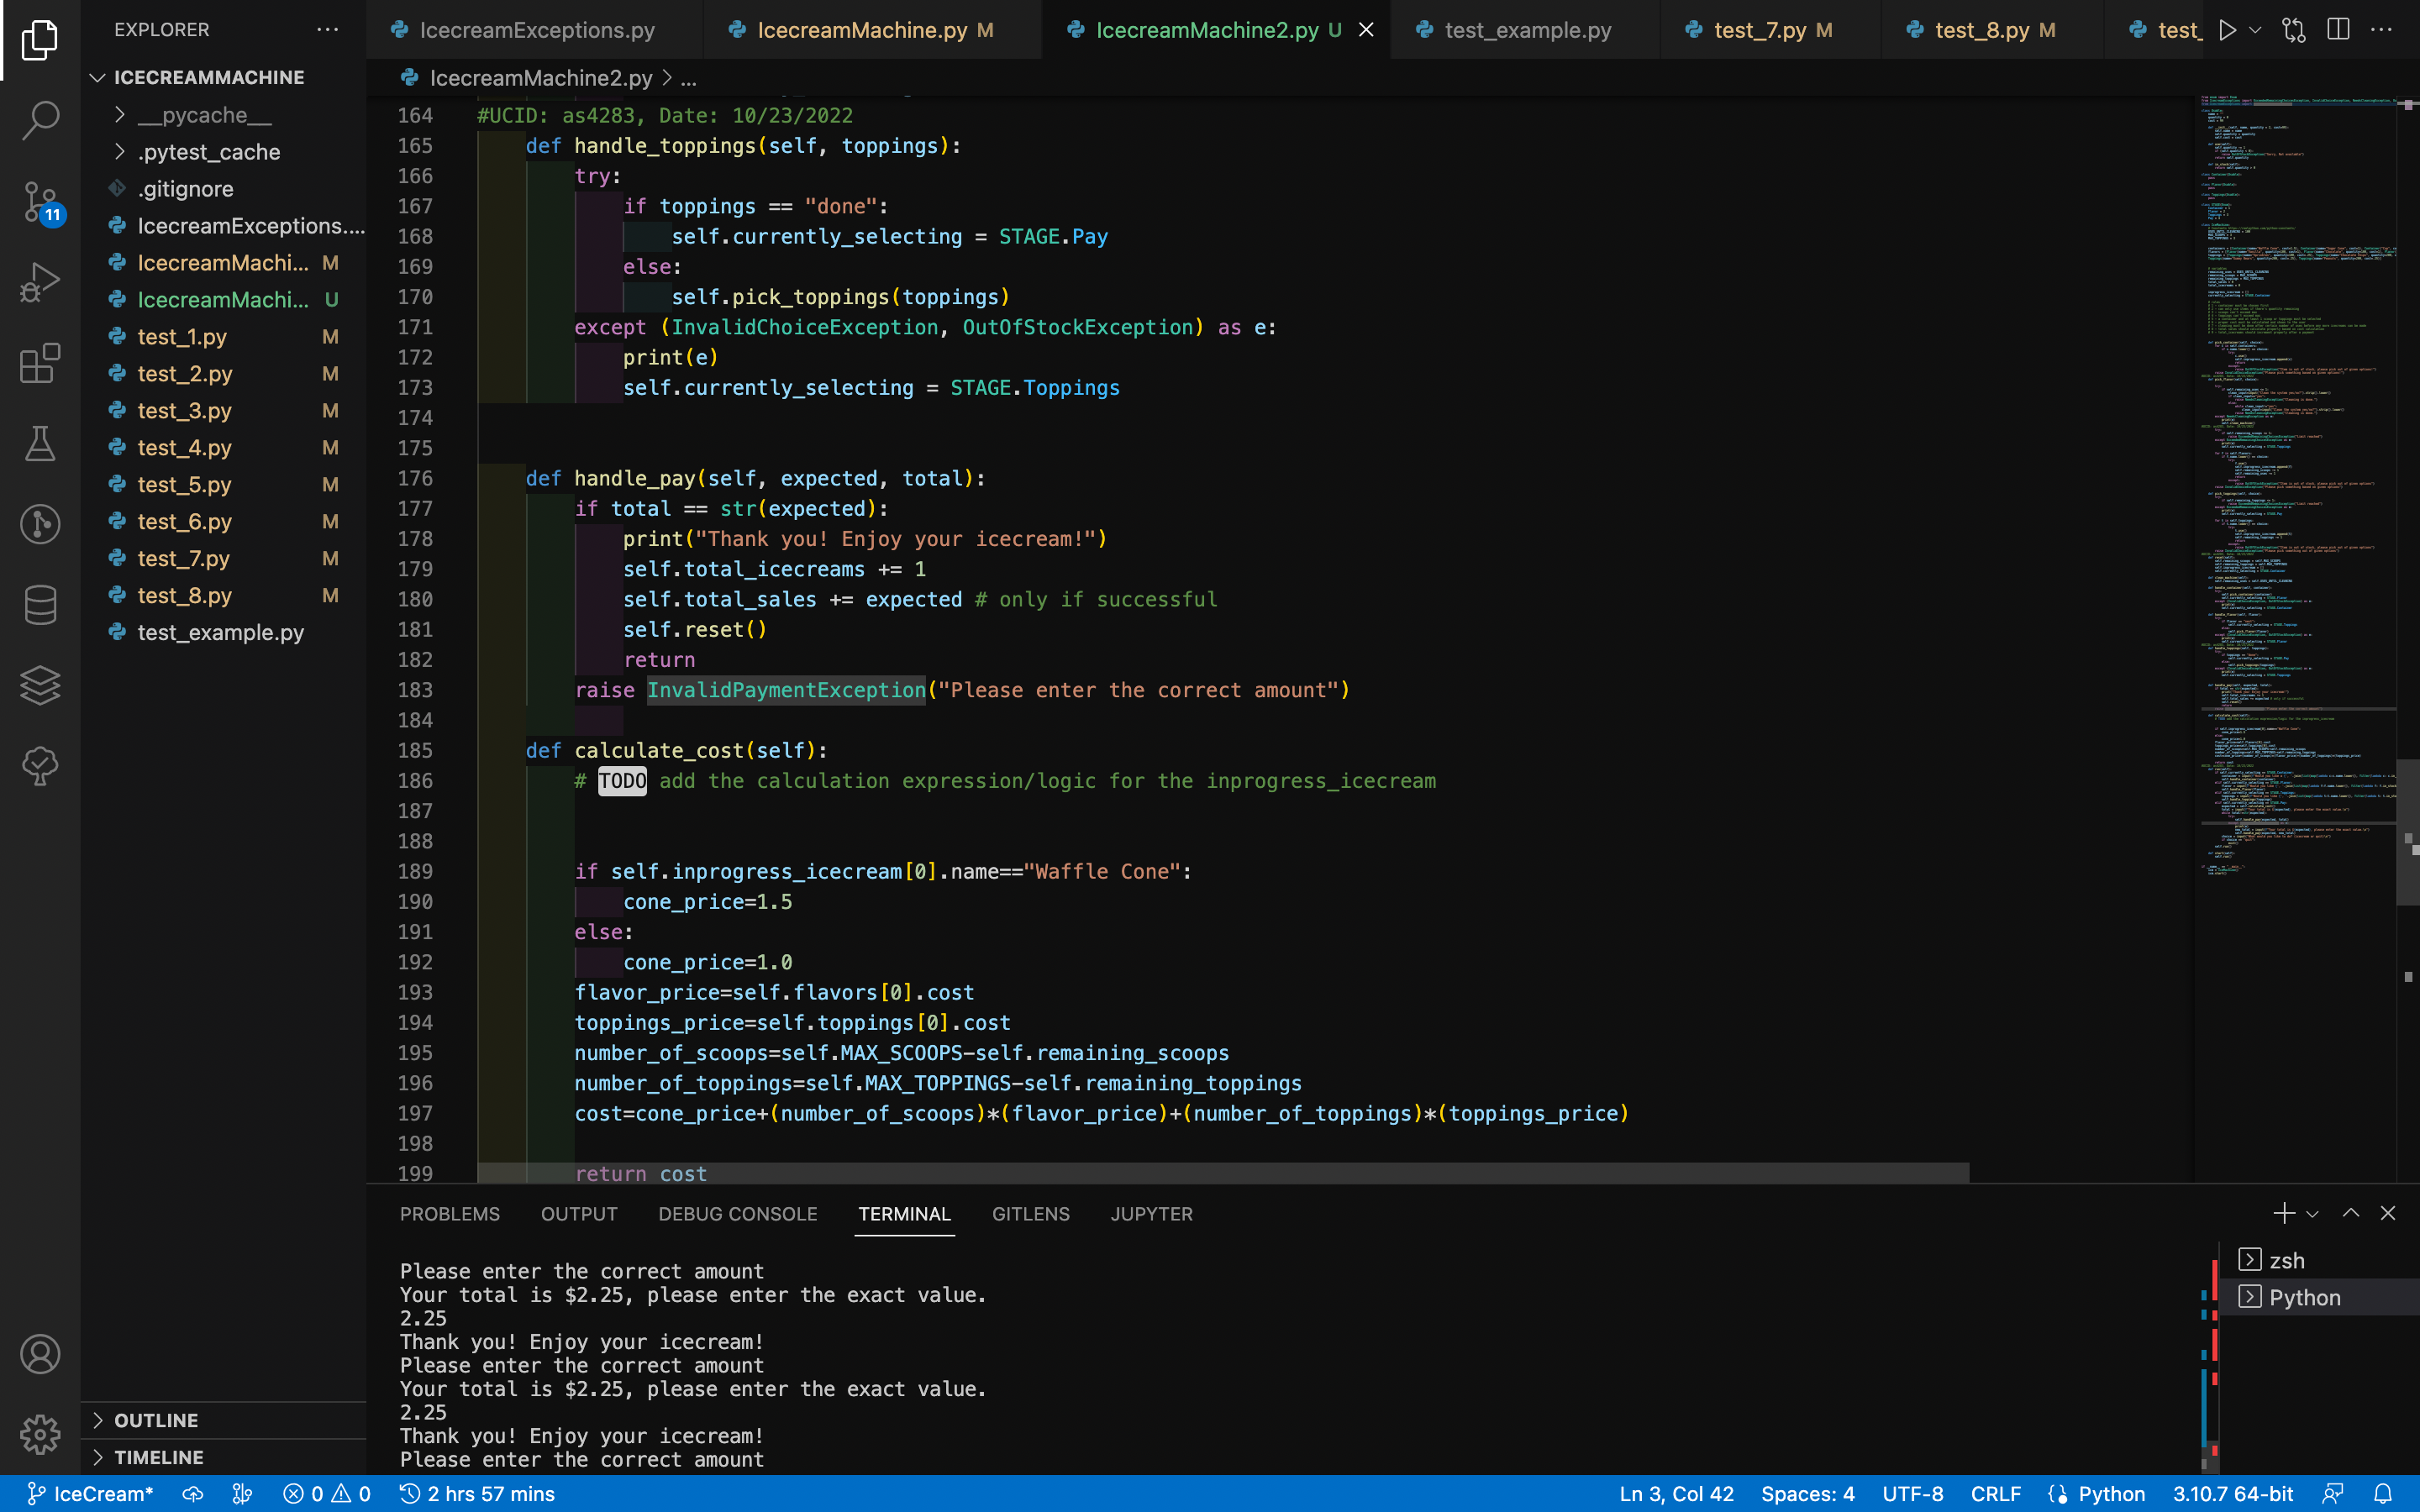 EXPLORER
ICECREAMMACHINE
__pycache__
.pytest_cache
.gitignore
IcecreamExceptions....
IcecreamMachi... M
IcecreamMachi... U
test_1.py M
test_2.py M
test_3.py M
test_4.py M
test_5.py M
test_6.py M
test_7.py M
test_8.py M
test_example.py
OUTLINE
TIMELINE
11
IcecreamExceptions.py
IcecreamMachine.py M
IcecreamMachine2.py U
test_example.py
test_7.py M
test_8.py M
test_
IcecreamMachine2.py > ...
164 #UCID: as4283, Date: 10/23/2022
165 def handle_toppings(self, toppings):
166 try:
167 if toppings == "done":
168 self.currently_selecting = STAGE.Pay
169 else:
170 self.pick_toppings(toppings)
171 except (InvalidChoiceException, OutOfStockException) as e:
172 print(e)
173 self.currently_selecting = STAGE.Toppings
174
175
176 def handle_pay(self, expected, total):
177 if total == str(expected):
178 print("Thank you! Enjoy your icecream!")
179 self.total_icecreams += 1
180 self.total_sales += expected # only if successful
181 self.reset()
182 return
183 raise InvalidPaymentException("Please enter the correct amount")
184
185 def calculate_cost(self):
186 # TODO add the calculation expression/logic for the inprogress_icecream
187
188
189 if self.inprogress_icecream[0].name=="Waffle Cone":
190 cone_price=1.5
191 else:
192 cone_price=1.0
193 flavor_price=self.flavors[0].cost
194 toppings_price=self.toppings[0].cost
195 number_of_scoops=self.MAX_SCOOPS-self.remaining_scoops
196 number_of_toppings=self.MAX_TOPPINGS-self.remaining_toppings
197 cost=cone_price+(number_of_scoops)*(flavor_price)+(number_of_toppings)*(toppings_price)
198
199 return cost
PROBLEMS OUTPUT DEBUG CONSOLE TERMINAL GITLENS JUPYTER
Please enter the correct amount
Your total is $2.25, please enter the exact value.
2.25
Thank you! Enjoy your icecream!
Please enter the correct amount
Your total is $2.25, please enter the exact value.
2.25
Thank you! Enjoy your icecream!
Please enter the correct amount
zsh
Python
IceCream* 0 0 2 hrs 57 mins Ln 3, Col 42 Spaces: 4 UTF-8 CRLF Python 3.10.7 64-bit